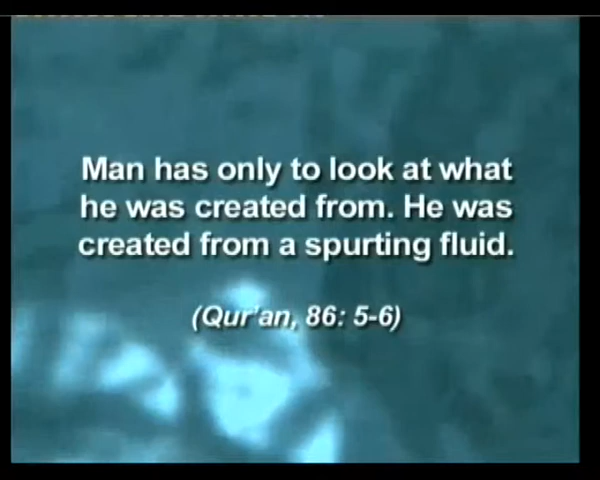 Man has only to look at what
he was created from. He was
created from a spurting fluid.
(Qur'an, 86: 5-6)